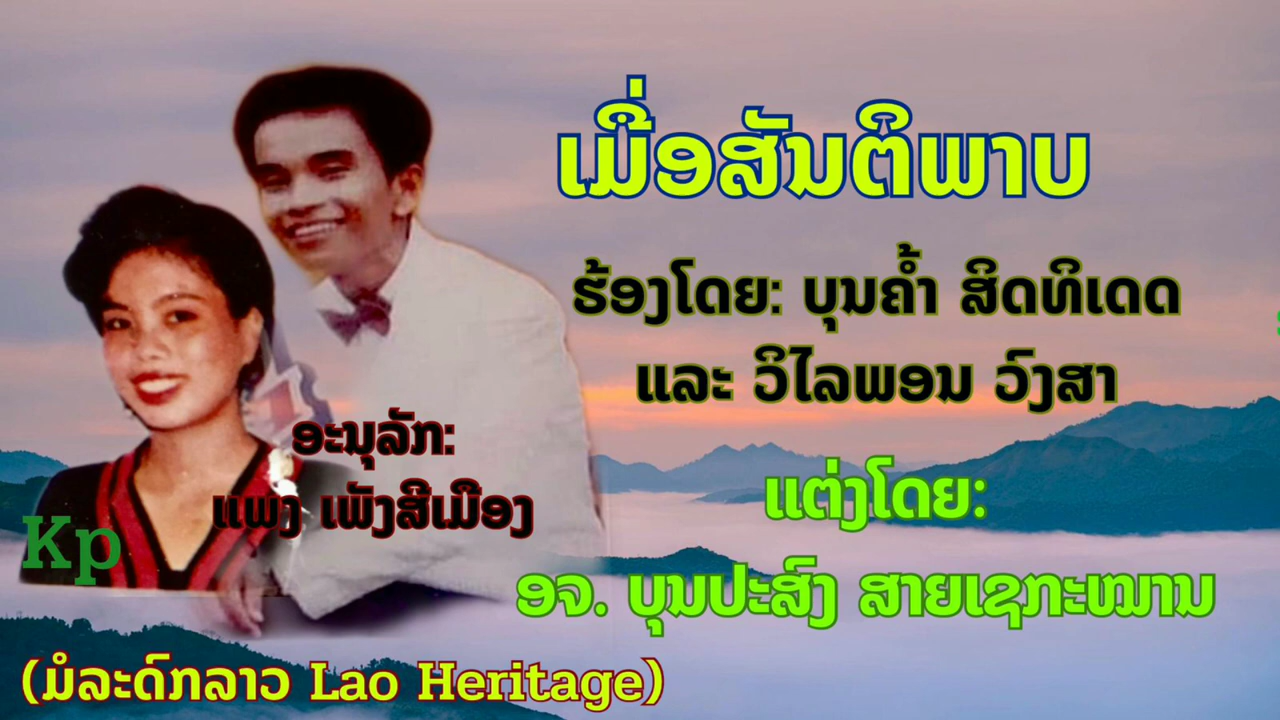 ເມື່ອສັນຕິພາບ
ຮ້ອງໂດຍ: ບຸນຄ້ຳ ສິດທິເດດ
ແລະ ວິໄລພອນ ວົງສາ
ອະນຸລັກ:
ແພງ ເພັງສີເມືອງ
ແຕ່ງໂດຍ:
ອຈ. ບຸນປະສົງ ສາຍເຊກະໝານ
Kp
(ມໍລະດົກລາວ Lao Heritage)